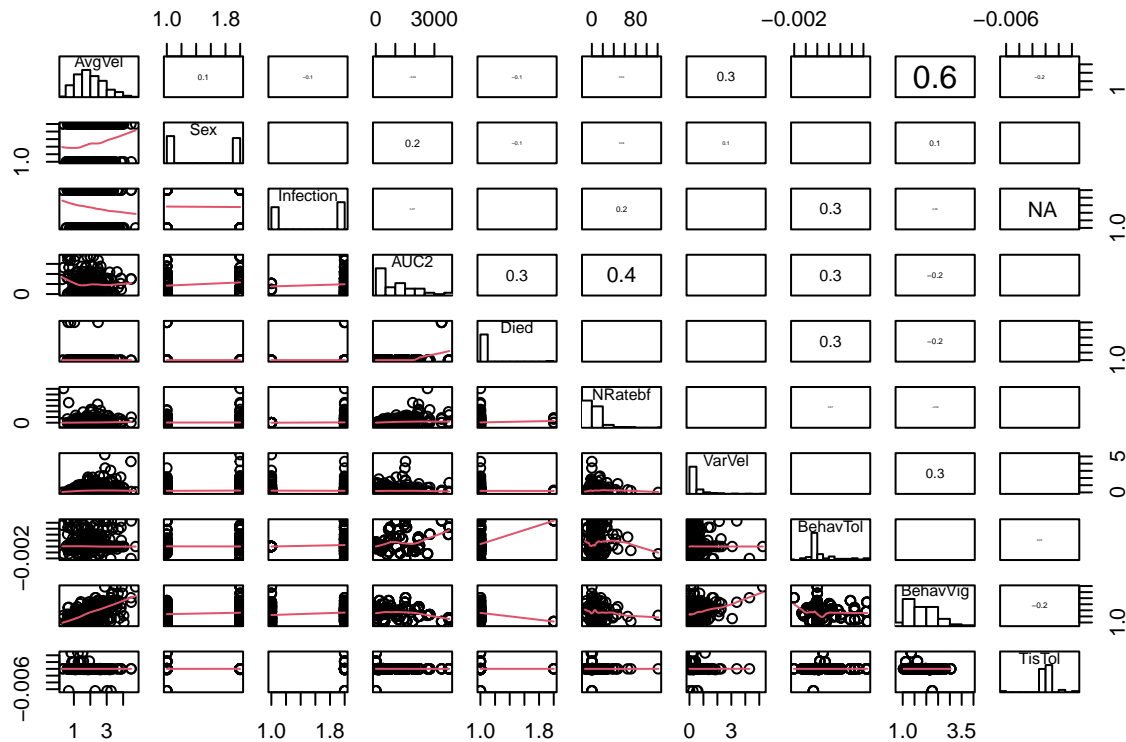 0 3000 0 80 −0.002 −0.006
1.0 1.8
AvgVel 0.1 −0.1 −0.1 0.3 0.6 −0.2
1
Sex 0.2 −0.1 0.1 0.1
1.0
Infection 0.2 0.3 NA
1.0
AUC2 0.3 0.4 0.3 −0.2
0
Died 0.3 −0.2
1.0
NRatebf
0
VarVel 0.3
0 5
BehavTol
−0.002
BehavVig −0.2
1.0
TisTol
−0.006
1 3 1.0 1.8 1.0 1.8 0 3 1.0 3.5